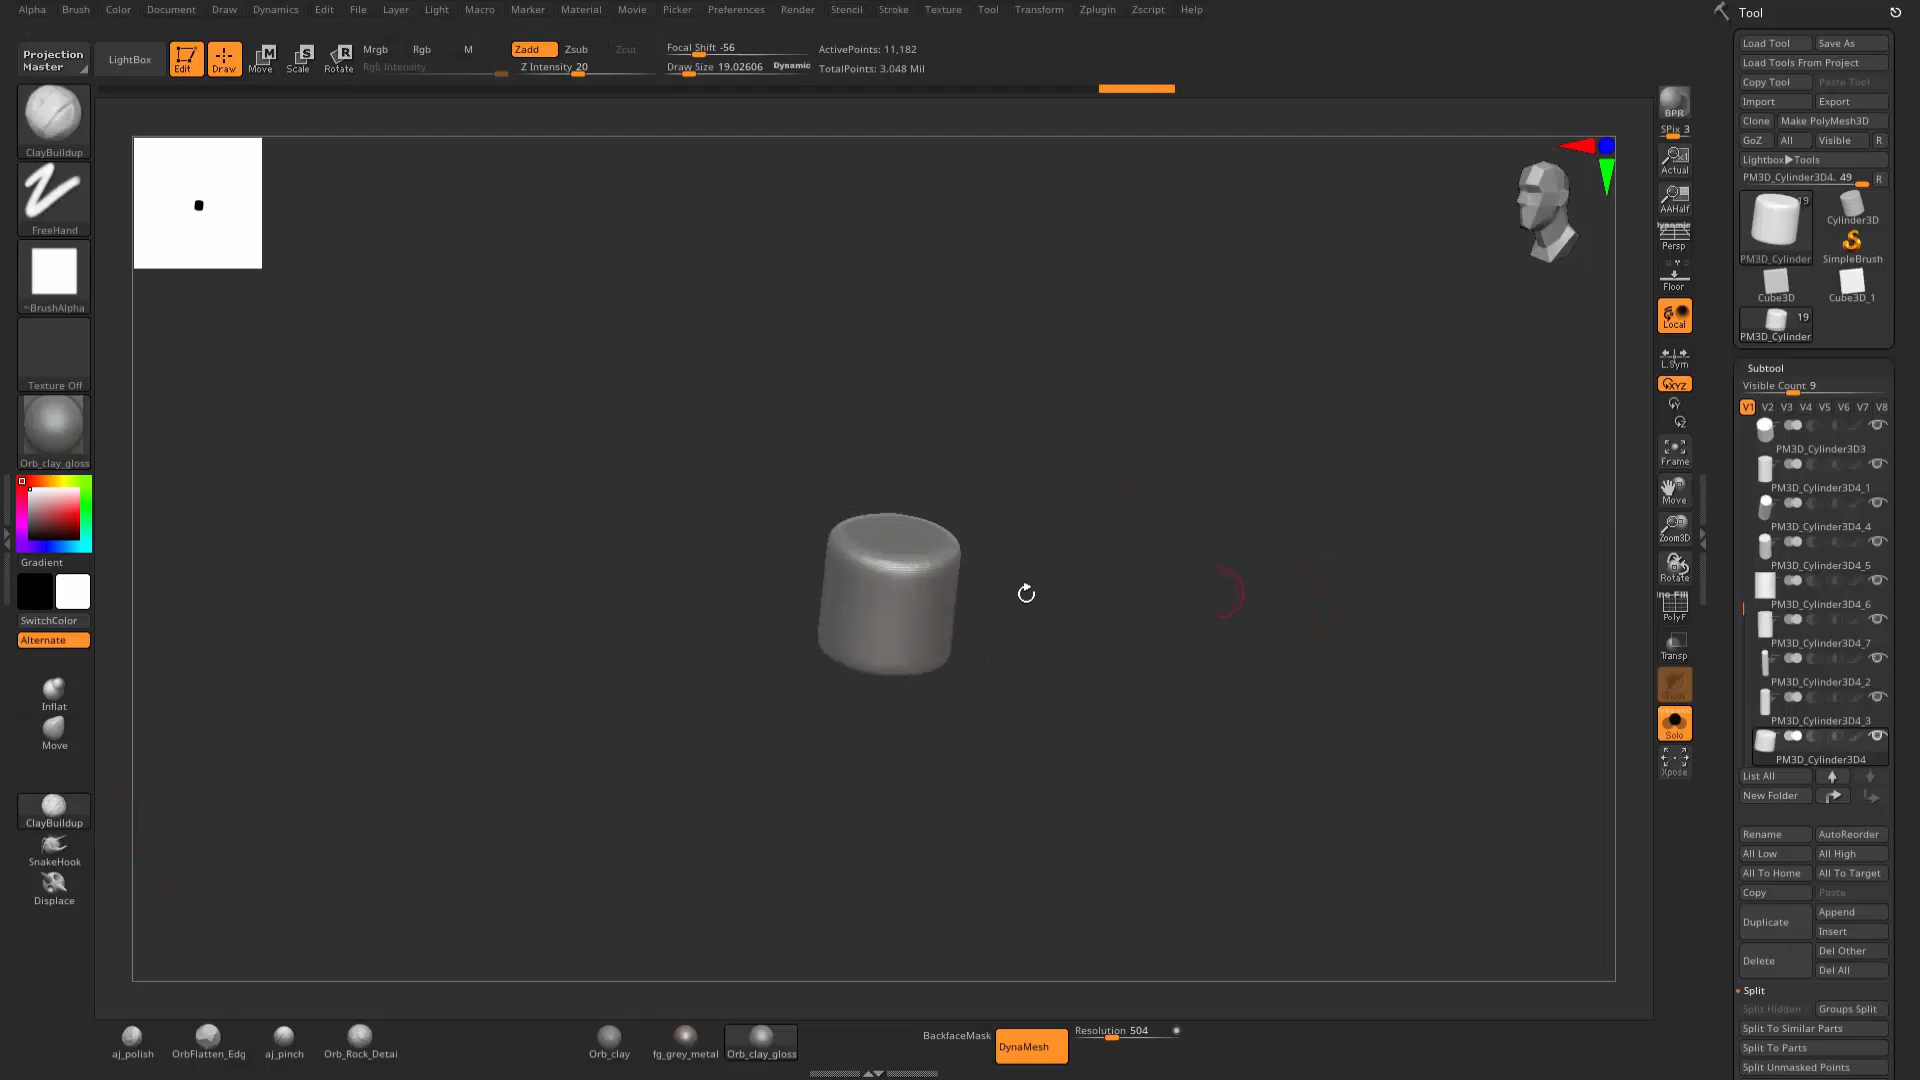 Alpha Brush Color Document Draw Dynamics Edit File Layer Light Macro Marker Material Movie Picker Preferences Render Stencil Stroke Texture Tool Transform Zplugin Zscript Help
Tool
Projection
Master
LightBox
Edit
Draw
Move
Scale
Rotate
Mrgb Rgb M
Rgb Intensity
Zadd Zsub Zcut
Z Intensity 20
Focal Shift -56
Draw Size 19.02606 Dynamic
ActivePoints: 11,182
TotalPoints: 3.048 Mil
ClayBuildup
FreeHand
~BrushAlpha
Texture Off
Orb_clay_gloss
Gradient
SwitchColor
Alternate
Inflat
Move
ClayBuildup
SnakeHook
Displace
BPR
SPix 3
Actual
AAHalf
Dynamic
Persp
Floor
Local
L.Sym
XYZ
Y
Z
Frame
Move
Zoom3D
Rotate
Line Fill
PolyF
Transp
Ghost
Solo
Xpose
Load Tool Save As
Load Tools From Project
Copy Tool Paste Tool
Import Export
Clone Make PolyMesh3D
GoZ All Visible R
Lightbox▶Tools
PM3D_Cylinder3D4. 49 R
19
PM3D_Cylinder
Cylinder3D
SimpleBrush
Cube3D Cube3D_1
19
PM3D_Cylinder
Subtool
Visible Count 9
V1 V2 V3 V4 V5 V6 V7 V8
PM3D_Cylinder3D3
PM3D_Cylinder3D4_1
PM3D_Cylinder3D4_4
PM3D_Cylinder3D4_5
PM3D_Cylinder3D4_6
PM3D_Cylinder3D4_7
PM3D_Cylinder3D4_2
PM3D_Cylinder3D4_3
PM3D_Cylinder3D4
List All
New Folder
Rename AutoReorder
All Low All High
All To Home All To Target
Copy Paste
Duplicate Append
Insert
Delete Del Other
Del All
Split
Split Hidden Groups Split
Split To Similar Parts
Split To Parts
Split Unmasked Points
aj_polish OrbFlatten_Edg aj_pinch Orb_Rock_Detai
Orb_clay fg_grey_metal Orb_clay_gloss
BackfaceMask
DynaMesh
Resolution 504